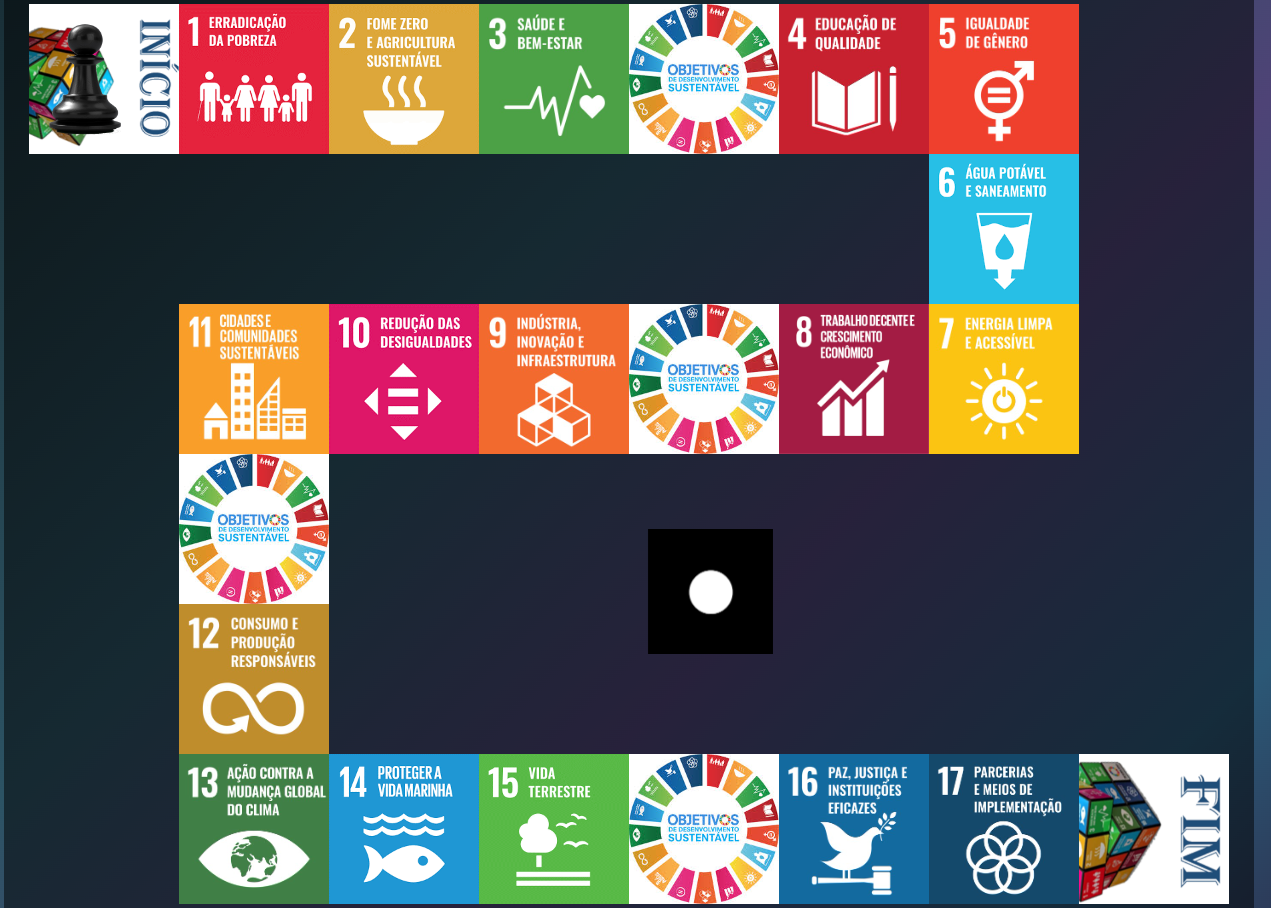 INÍCIO
1 ERRADICAÇÃO
DA POBREZA
2 FOME ZERO
E AGRICULTURA
SUSTENTÁVEL
3 SAÚDE E
BEM-ESTAR
OBJETIVOS
DE DESENVOLVIMENTO
SUSTENTÁVEL
4 EDUCAÇÃO DE
QUALIDADE
5 IGUALDADE
DE GÊNERO
6 ÁGUA POTÁVEL
E SANEAMENTO
7 ENERGIA LIMPA
E ACESSÍVEL
8 TRABALHO DECENTE E
CRESCIMENTO
ECONÔMICO
OBJETIVOS
DE DESENVOLVIMENTO
SUSTENTÁVEL
9 INDÚSTRIA,
INOVAÇÃO E
INFRAESTRUTURA
10 REDUÇÃO DAS
DESIGUALDADES
11 CIDADES E
COMUNIDADES
SUSTENTÁVEIS
OBJETIVOS
DE DESENVOLVIMENTO
SUSTENTÁVEL
12 CONSUMO E
PRODUÇÃO
RESPONSÁVEIS
13 AÇÃO CONTRA A
MUDANÇA GLOBAL
DO CLIMA
14 PROTEGER A
VIDA MARINHA
15 VIDA
TERRESTRE
OBJETIVOS
DE DESENVOLVIMENTO
SUSTENTÁVEL
16 PAZ, JUSTIÇA E
INSTITUIÇÕES
EFICAZES
17 PARCERIAS
E MEIOS DE
IMPLEMENTAÇÃO
FIM